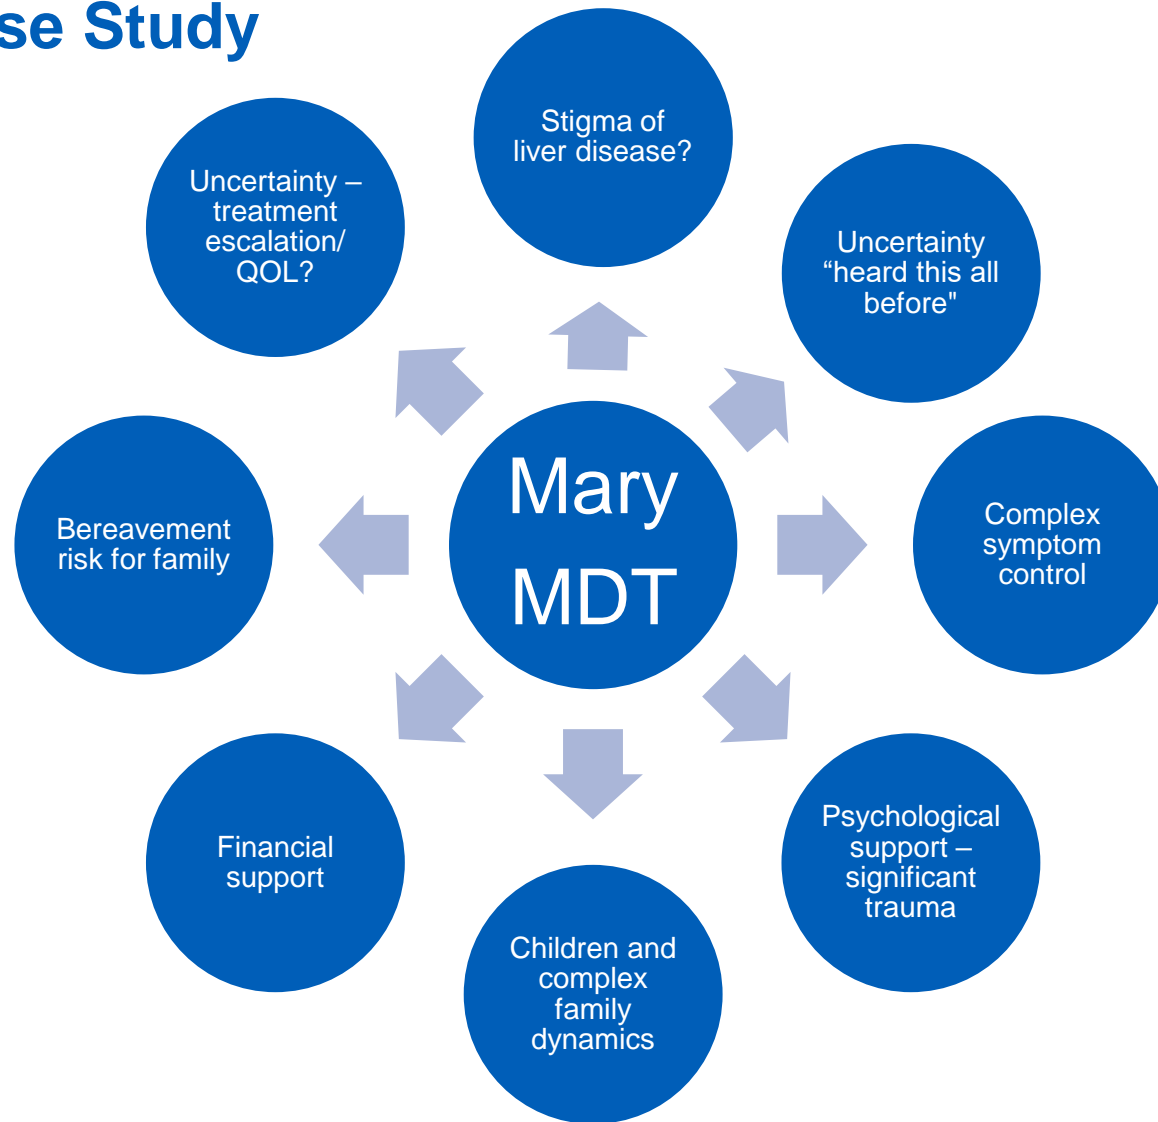 se Study
Stigma of
liver disease?
Uncertainty –
treatment
escalation/
QOL?
Uncertainty
“heard this all
before"
Mary
MDT
Complex
symptom
control
Bereavement
risk for family
Psychological
support –
significant
trauma
Financial
support
Children and
complex
family
dynamics